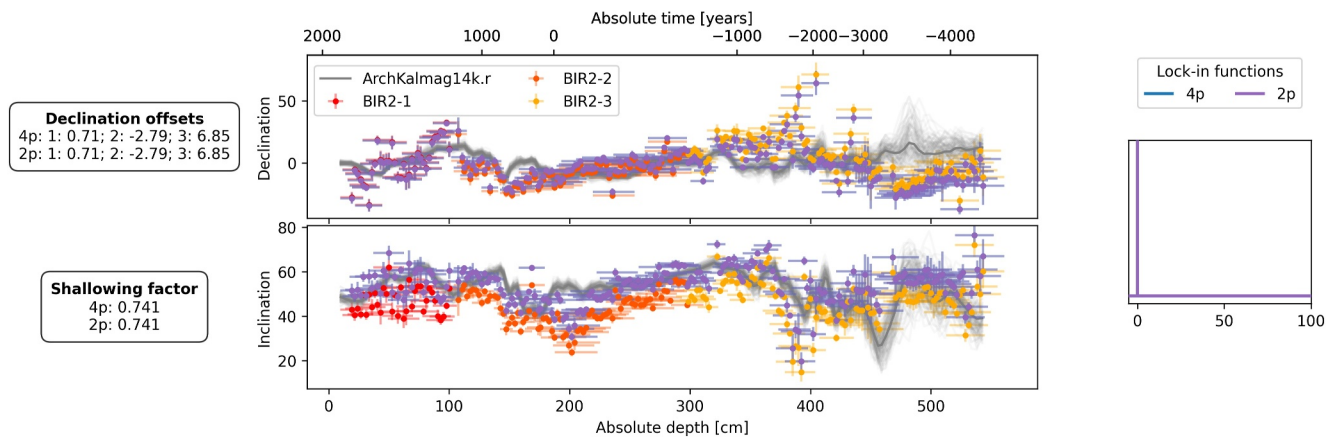 Absolute time [years]
2000 1000 0 −1000 −2000 −3000 −4000
ArchKalmag14k.r
BIR2-1
BIR2-2
BIR2-3
Declination
50
0
Declination offsets
4p: 1: 0.71; 2: -2.79; 3: 6.85
2p: 1: 0.71; 2: -2.79; 3: 6.85
Lock-in functions
4p 2p
0 50 100
Shallowing factor
4p: 0.741
2p: 0.741
Inclination
80
60
40
20
0 100 200 300 400 500
Absolute depth [cm]